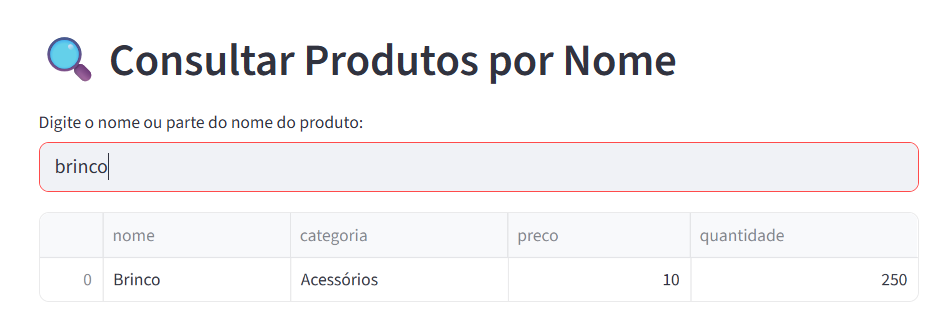 Consultar Produtos por Nome
Digite o nome ou parte do nome do produto:
brinco
nome categoria preco quantidade
0 Brinco Acessórios 10 250